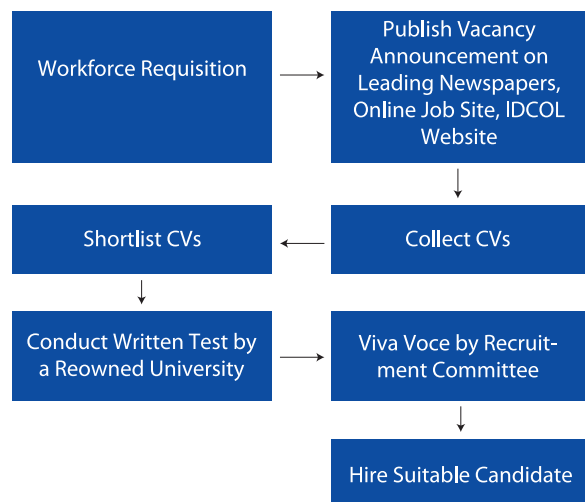 Workforce Requisition
Publish Vacancy
Announcement on
Leading Newspapers,
Online Job Site, IDCOL
Website
Collect CVs
Shortlist CVs
Conduct Written Test by
a Reowned University
Viva Voce by Recruit-
ment Committee
Hire Suitable Candidate